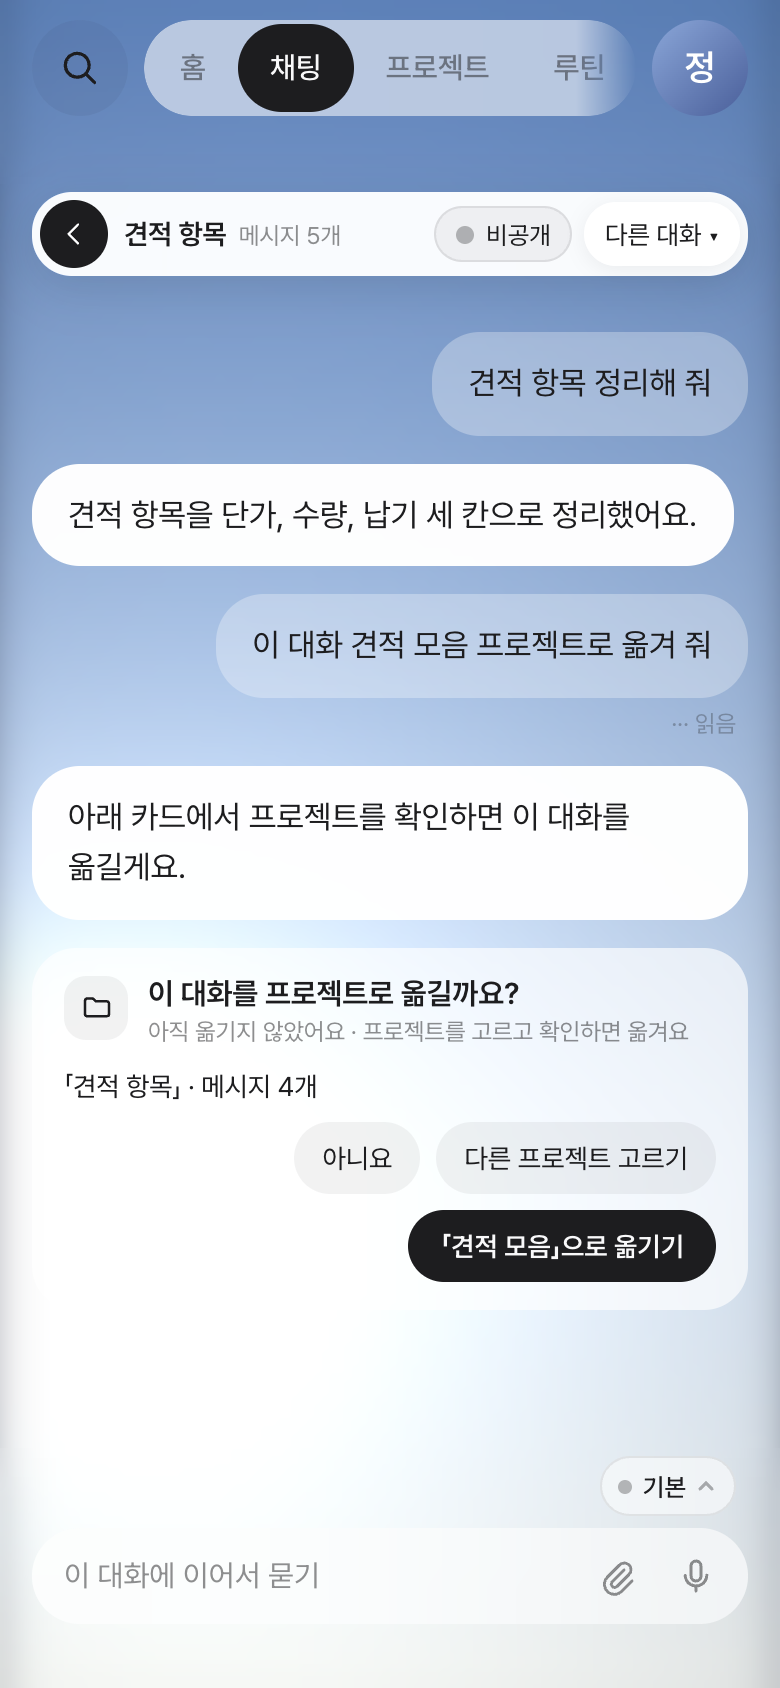 홈
채팅
프로젝트
루틴
정
견적 항목 메시지 5개
비공개
다른 대화
견적 항목 정리해 줘
견적 항목을 단가, 수량, 납기 세 칸으로 정리했어요.
이 대화 견적 모음 프로젝트로 옮겨 줘
··· 읽음
아래 카드에서 프로젝트를 확인하면 이 대화를
옮길게요.
이 대화를 프로젝트로 옮길까요?
아직 옮기지 않았어요 · 프로젝트를 고르고 확인하면 옮겨요
「견적 항목」 · 메시지 4개
아니요
다른 프로젝트 고르기
「견적 모음」으로 옮기기
기본
이 대화에 이어서 묻기